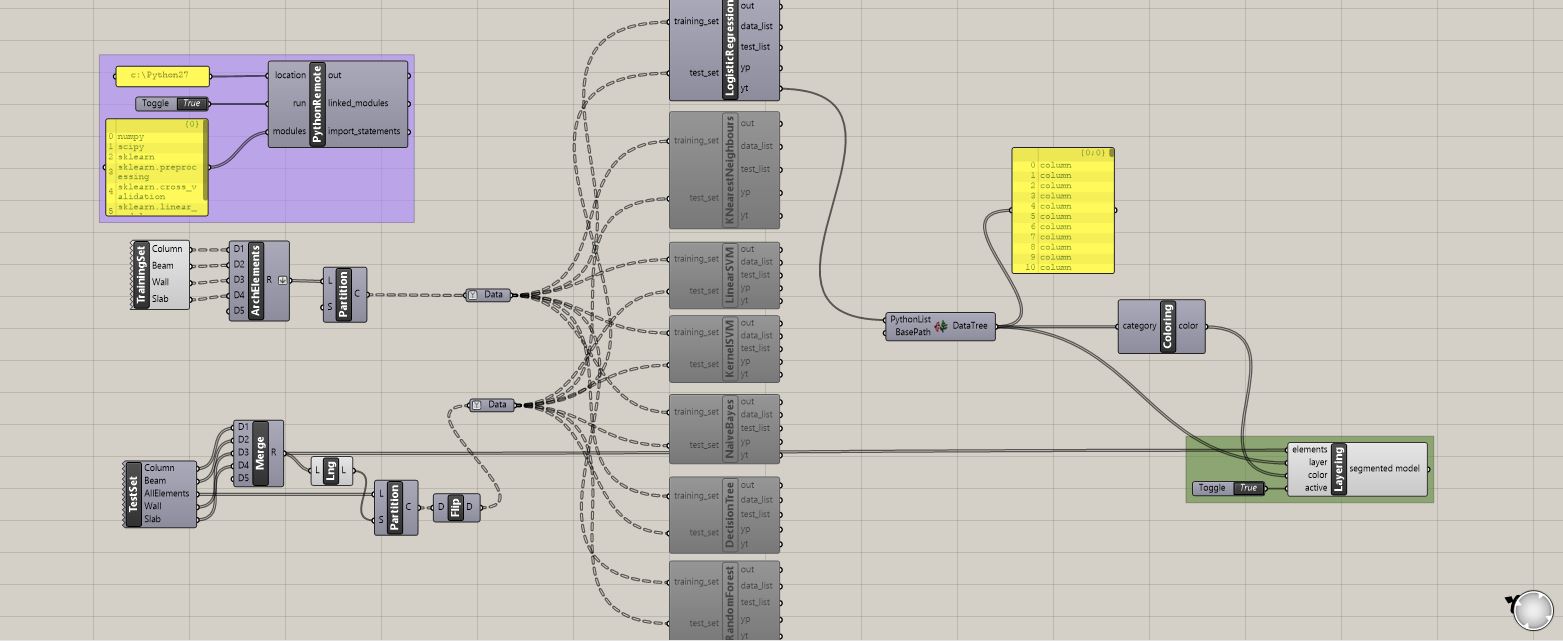 c:\Python27
Toggle True
{0}
0 numpy
1 scipy
2 sklearn
3 sklearn.preproc
essing
4 sklearn.cross_v
alidation
5 sklearn.linear_
location
run
modules
PythonRemote
out
linked_modules
import_statements
TrainingSet
Column
Beam
Wall
Slab
D1
D2
D3
D4
D5
ArchElements
R
L
S
Partition
C
Data
TestSet
Column
Beam
AllElements
Wall
Slab
D1
D2
D3
D4
D5
Merge
R
L Lng L
L
S
Partition
C
D Flip D
Data
training_set
test_set
LogisticRegression
out
data_list
test_list
yp
yt
training_set
test_set
KNearestNeighbours
out
data_list
test_list
yp
yt
training_set
test_set
LinearSVM
out
data_list
test_list
yp
yt
training_set
test_set
KernelSVM
out
data_list
test_list
yp
yt
training_set
test_set
NaiveBayes
out
data_list
test_list
yp
yt
training_set
test_set
DecisionTree
out
data_list
test_list
yp
yt
training_set
test_set
RandomForest
out
data_list
test_list
yp
yt
PythonList
BasePath
DataTree
{0;0}
0 column
1 column
2 column
3 column
4 column
5 column
6 column
7 column
8 column
9 column
10 column
category
Coloring
color
Toggle True
elements
layer
color
active
Layering
segmented model